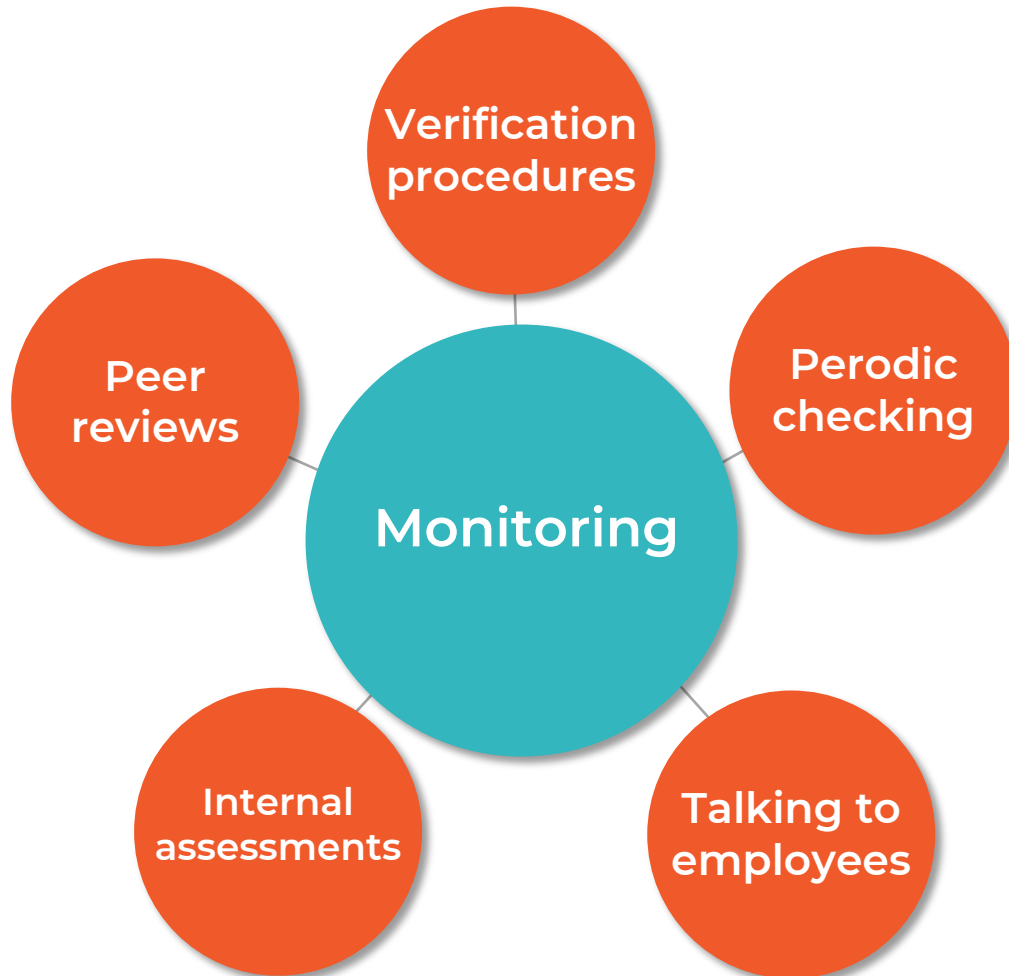 Verification
procedures
Perodic
checking
Peer
reviews
Monitoring
Internal
assessments
Talking to
employees